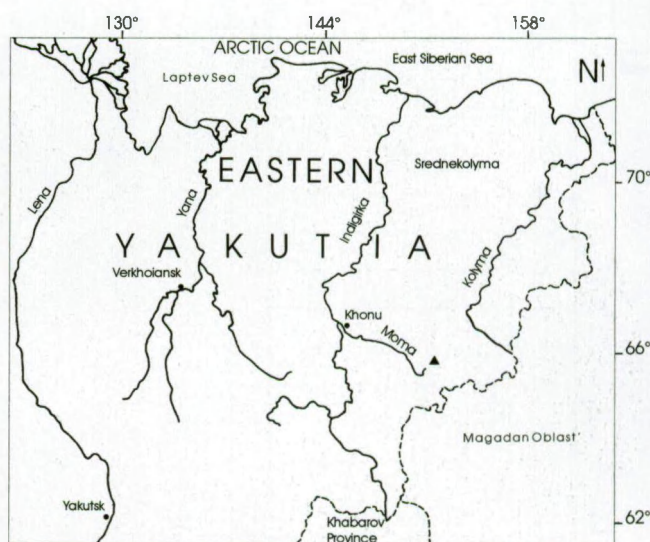 130° 144° 158°
ARCTIC OCEAN
East Siberian Sea
Laptev Sea
N
EASTERN
Srednekolyma
70°
Lena
Yana
Indigirka
YAKUTIA
Kolyma
Verkhoiansk
Khonu
Moma
66°
Magadan Oblast'
Yakutsk
62°
Khabarov
Province